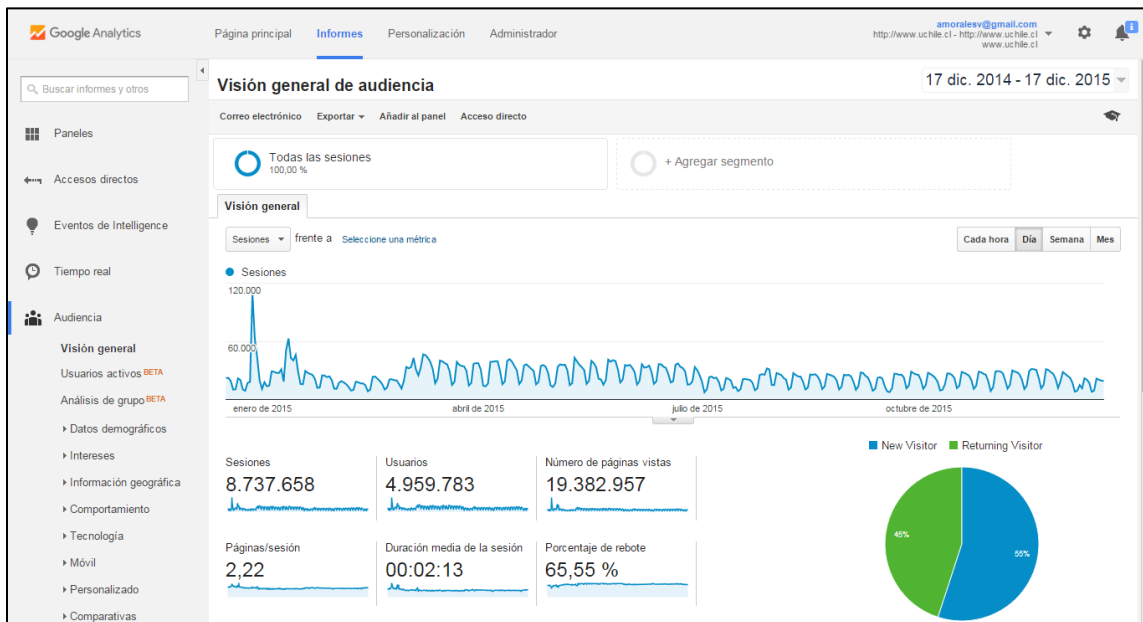 Google Analytics
Página principal
Informes
Personalización
Administrador
amoralesv@gmail.com
http://www.uchile.cl - http://www.uchile.cl
www.uchile.cl
i
Buscar informes y otros
Paneles
Accesos directos
Eventos de Intelligence
Tiempo real
Audiencia
Visión general
Usuarios activos BETA
Análisis de grupo BETA
Datos demográficos
Intereses
Información geográfica
Comportamiento
Tecnología
Móvil
Personalizado
Comparativas
Visión general de audiencia
17 dic. 2014 - 17 dic. 2015
Correo electrónico
Exportar
Añadir al panel
Acceso directo
Todas las sesiones
100,00 %
+ Agregar segmento
Visión general
Sesiones
frente a
Seleccione una métrica
Cada hora
Día
Semana
Mes
Sesiones
120.000
60.000
enero de 2015
abril de 2015
julio de 2015
octubre de 2015
New Visitor
Returning Visitor
Sesiones
8.737.658
Usuarios
4.959.783
Número de páginas vistas
19.382.957
Páginas/sesión
2,22
Duración media de la sesión
00:02:13
Porcentaje de rebote
65,55 %
45%
55%